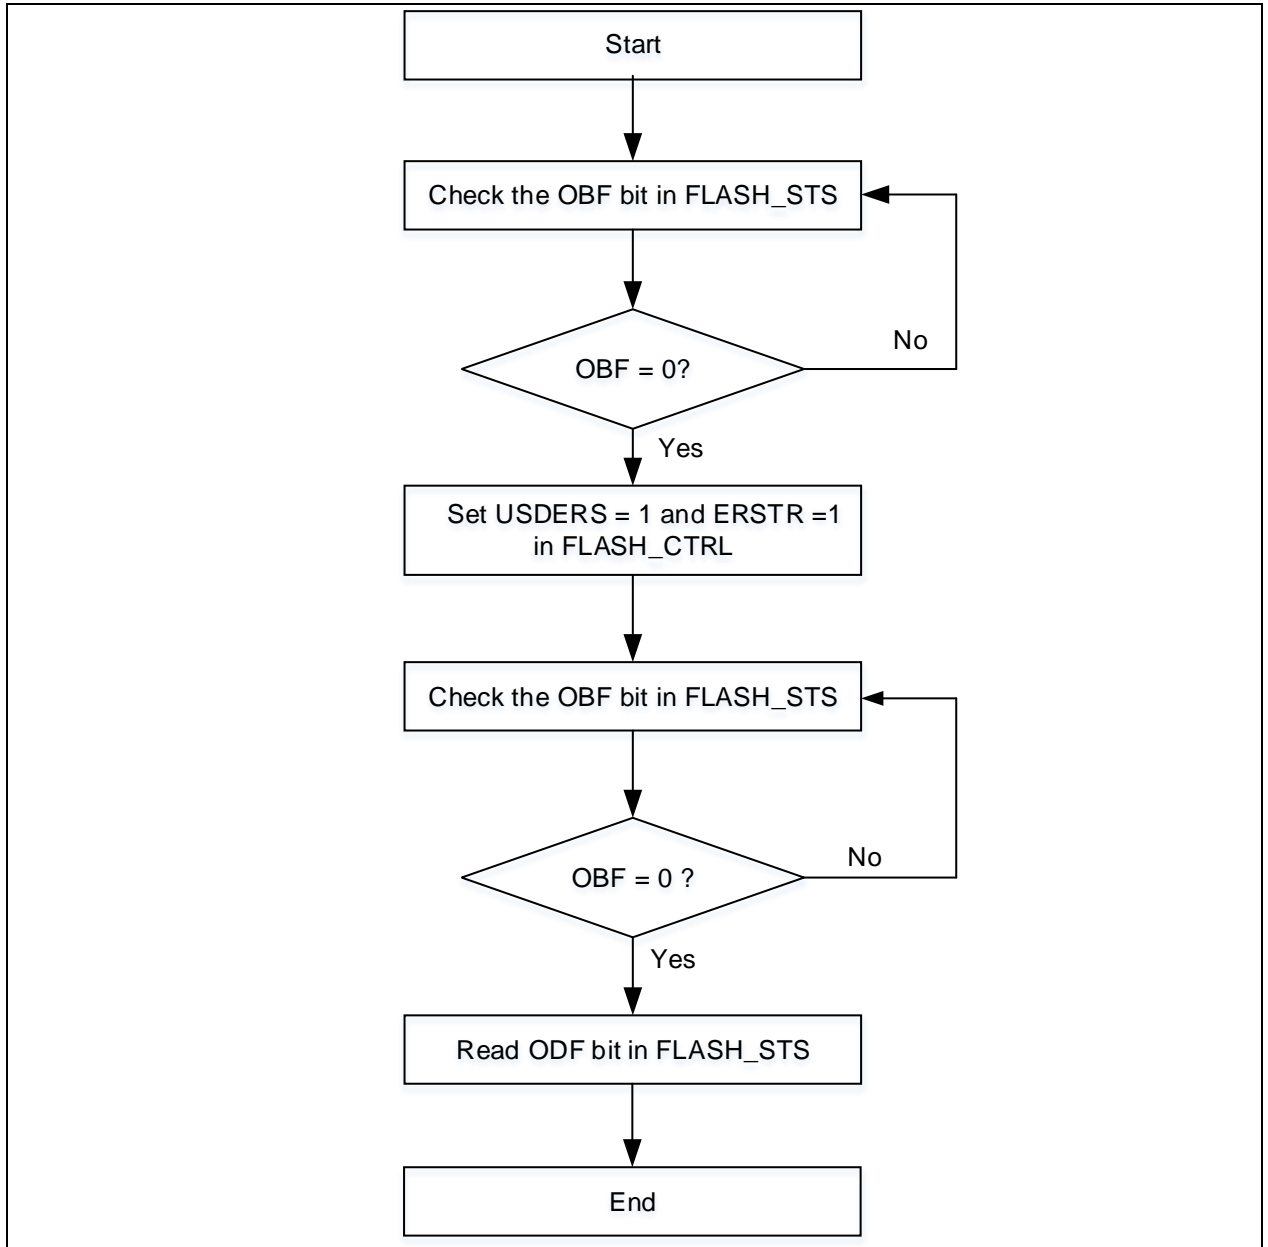 Start
Check the OBF bit in FLASH_STS
OBF = 0?
No
Yes
Set USDERS = 1 and ERSTR =1
in FLASH_CTRL
Check the OBF bit in FLASH_STS
OBF = 0 ?
No
Yes
Read ODF bit in FLASH_STS
End